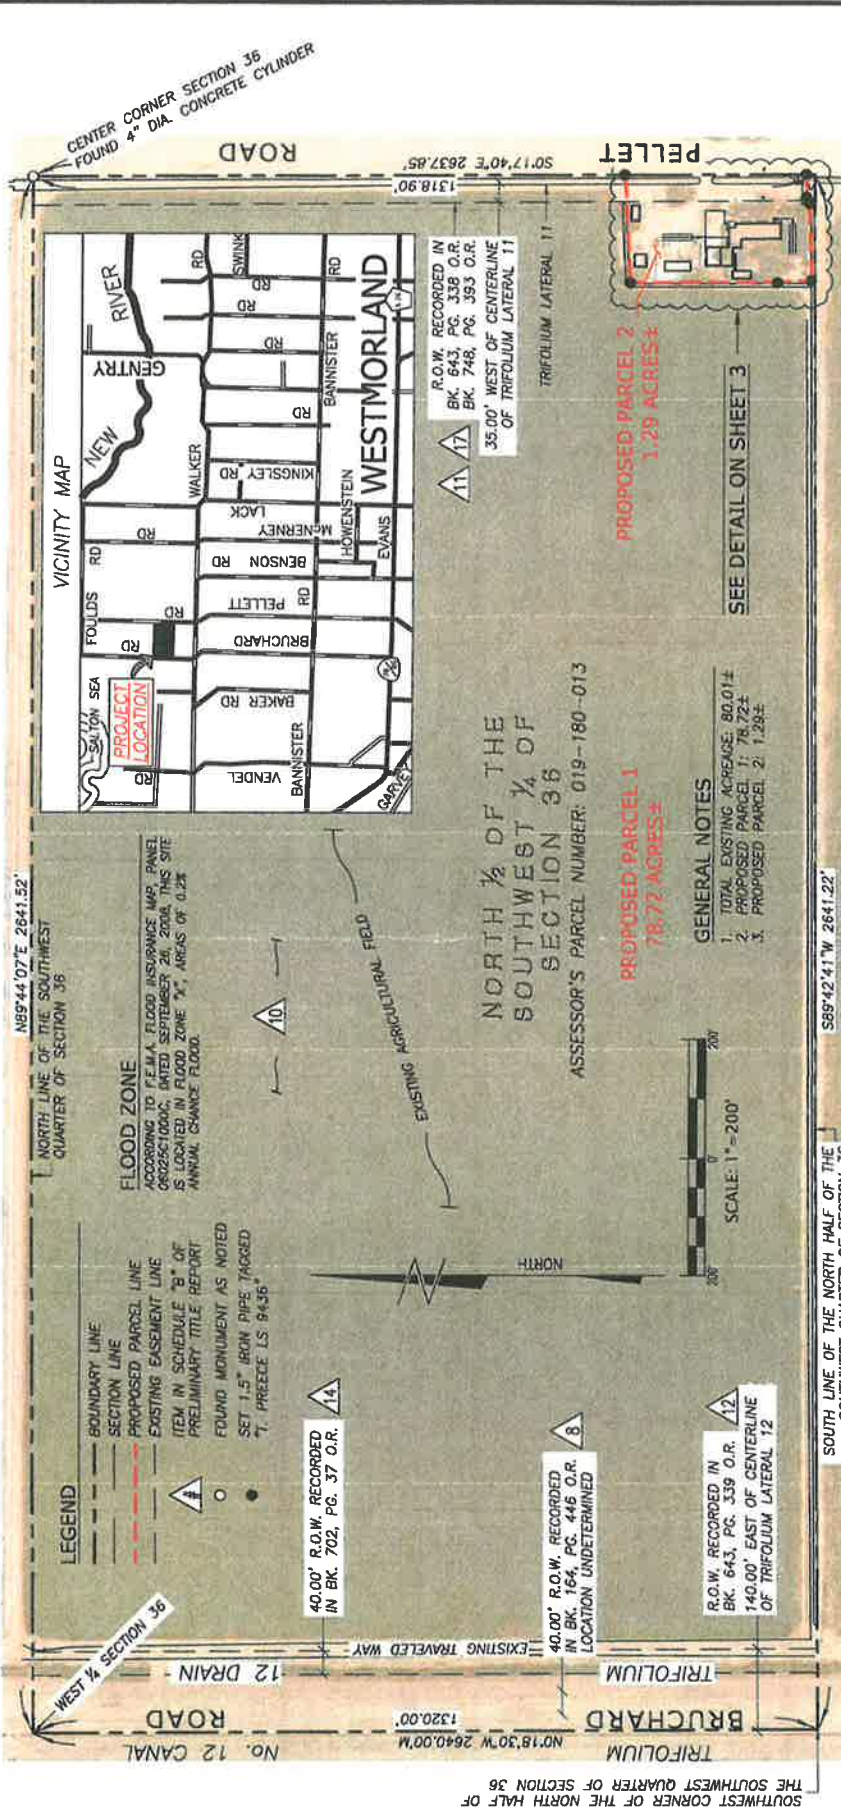 CENTER CORNER SECTION 36
FOUND 4" DIA. CONCRETE CYLINDER
N89°44'07"E 2641.52'
NORTH LINE OF THE SOUTHWEST
QUARTER OF SECTION 36
WEST ¼ SECTION 36
LEGEND
BOUNDARY LINE
SECTION LINE
PROPOSED PARCEL LINE
EXISTING EASEMENT LINE
ITEM IN SCHEDULE "B" OF
PRELIMINARY TITLE REPORT
FOUND MONUMENT AS NOTED
SET 1.5" IRON PIPE TAGGED
"T. PREECE LS 9436"
FLOOD ZONE
ACCORDING TO F.E.M.A. FLOOD INSURANCE MAP, PANEL
06025C1000C, DATED SEPTEMBER 26, 2008, THIS SITE
IS LOCATED IN FLOOD ZONE "X", AREAS OF 0.2%
ANNUAL CHANCE FLOOD.
10
VICINITY MAP
SALTON SEA
FOULDS
RD
NEW
RIVER
GENTRY
RD
SWINK
PROJECT
LOCATION
RD
RD
RD
RD
WALKER
RD
RD
RD
RD
VENDEL
BAKER RD
BRUCHARD
PELLETT
RD
BENSON RD
McNERNEY
LACK
KINGSLEY RD
BANNISTER
BANNISTER
RD
HOWENSTEIN
EVANS
GARVEY
WESTMORLAND
ROAD
PELLET
S0°17'40"E 2637.85'
1318.90'
R.O.W. RECORDED IN
BK. 643, PG. 338 O.R.
BK. 748, PG. 393 O.R.
11
17
35.00' WEST OF CENTERLINE
OF TRIFOLIUM LATERAL 11
TRIFOLIUM LATERAL 11
PROPOSED PARCEL 2
1.29 ACRES±
SEE DETAIL ON SHEET 3
EXISTING AGRICULTURAL FIELD
NORTH ½ OF THE
SOUTHWEST ¼ OF
SECTION 36
ASSESSOR'S PARCEL NUMBER: 019-180-013
PROPOSED PARCEL 1
78.72 ACRES±
GENERAL NOTES
1. TOTAL EXISTING ACREAGE: 80.01±
2. PROPOSED PARCEL 1: 78.72±
3. PROPOSED PARCEL 2: 1.29±
NORTH
200'
0'
200'
SCALE: 1"=200'
40.00' R.O.W. RECORDED
IN BK. 702, PG. 37 O.R.
14
40.00' R.O.W. RECORDED
IN BK. 164, PG. 446 O.R.
LOCATION UNDETERMINED
8
R.O.W. RECORDED IN
BK. 643, PG. 339 O.R.
140.00' EAST OF CENTERLINE
OF TRIFOLIUM LATERAL 12
12
EXISTING TRAVELED WAY
TRIFOLIUM
12 DRAIN
BRUCHARD
ROAD
1320.00'
N0°18'30"W 2640.00'M
TRIFOLIUM
No. 12 CANAL
S89°42'41"W 2641.22'
SOUTH LINE OF THE NORTH HALF OF THE
SOUTHWEST CORNER OF THE NORTH HALF OF
THE SOUTHWEST QUARTER OF SECTION 36